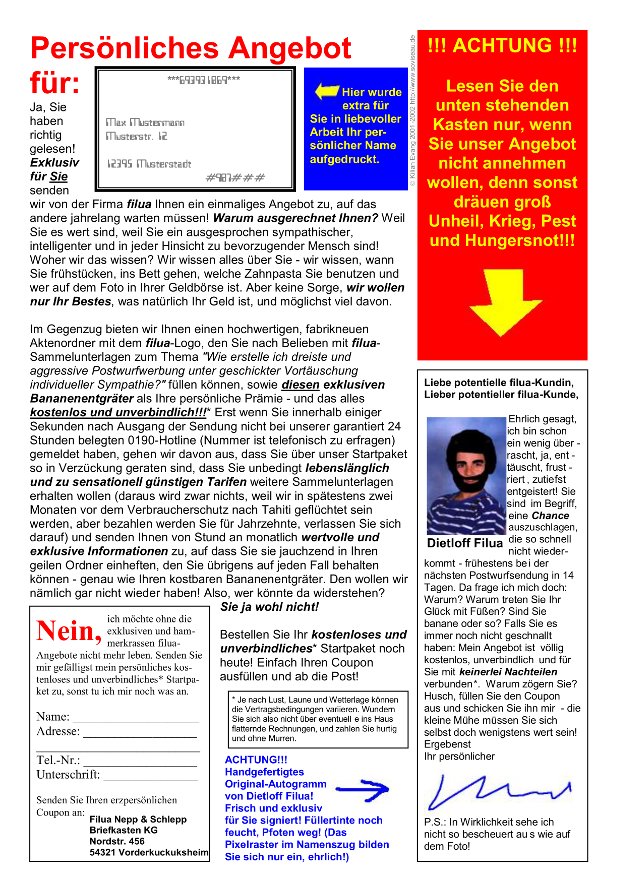 Persönliches Angebot
für:
***693931069***
Max Mustermann
Musterstr. 12
12395 Musterstadt
#987###
Hier wurde
extra für
Sie in liebevoller
Arbeit Ihr per-
sönlicher Name
aufgedruckt.
© Kilian Evang 2001-2002 http://www.soviseau.de
Ja, Sie
haben
richtig
gelesen!
Exklusiv
für Sie
senden
wir von der Firma filua Ihnen ein einmaliges Angebot zu, auf das
andere jahrelang warten müssen! Warum ausgerechnet Ihnen? Weil
Sie es wert sind, weil Sie ein ausgesprochen sympathischer,
intelligenter und in jeder Hinsicht zu bevorzugender Mensch sind!
Woher wir das wissen? Wir wissen alles über Sie - wir wissen, wann
Sie frühstücken, ins Bett gehen, welche Zahnpasta Sie benutzen und
wer auf dem Foto in Ihrer Geldbörse ist. Aber keine Sorge, wir wollen
nur Ihr Bestes, was natürlich Ihr Geld ist, und möglichst viel davon.
Im Gegenzug bieten wir Ihnen einen hochwertigen, fabrikneuen
Aktenordner mit dem filua-Logo, den Sie nach Belieben mit filua-
Sammelunterlagen zum Thema "Wie erstelle ich dreiste und
aggressive Postwurfwerbung unter geschickter Vortäuschung
individueller Sympathie?" füllen können, sowie diesen exklusiven
Bananenenträter als Ihre persönliche Prämie - und das alles
kostenlos und unverbindlich!!!* Erst wenn Sie innerhalb einiger
Sekunden nach Ausgang der Sendung nicht bei unserer garantiert 24
Stunden belegten 0190-Hotline (Nummer ist telefonisch zu erfragen)
gemeldet haben, gehen wir davon aus, dass Sie über unser Startpaket
so in Verzückung geraten sind, dass Sie unbedingt lebenslänglich
und zu sensationell günstigen Tarifen weitere Sammelunterlagen
erhalten wollen (daraus wird zwar nichts, weil wir in spätestens zwei
Monaten vor dem Verbraucherschutz nach Tahiti geflüchtet sein
werden, aber bezahlen werden Sie für Jahrzehnte, verlassen Sie sich
darauf) und senden Ihnen von Stund an monatlich wertvolle und
exklusive Informationen zu, auf dass Sie sie jauchzend in Ihren
geilen Ordner einheften, den Sie übrigens auf jeden Fall behalten
können - genau wie Ihren kostbaren Bananenenträter. Den wollen wir
nämlich gar nicht wieder haben! Also, wer könnte da widerstehen?
Sie ja wohl nicht!
Bestellen Sie Ihr kostenloses und
unverbindliches* Startpaket noch
heute! Einfach Ihren Coupon
ausfüllen und ab die Post!
* Je nach Lust, Laune und Wetterlage können
die Vertragsbedingungen variieren. Wundern
Sie sich also nicht über eventuell e ins Haus
flatternde Rechnungen, und zahlen Sie hurtig
und ohne Murren.
ACHTUNG!!!
Handgefertigtes
Original-Autogramm
von Dietloff Filua!
Frisch und exklusiv
für Sie signiert! Füllertinte noch
feucht, Pfoten weg! (Das
Pixelraster im Namenszug bilden
Sie sich nur ein, ehrlich!)
Nein, ich möchte ohne die
exklusiven und ham-
merkrassen filua-
Angebote nicht mehr leben. Senden Sie
mir gefälligst mein persönliches kos-
tenloses und unverbindliches* Startpa-
ket zu, sonst tu ich mir noch was an.
Name:
Adresse:
Tel.-Nr.:
Unterschrift:
Senden Sie Ihren erzpersönlichen
Coupon an:
Filua Nepp & Schlepp
Briefkasten KG
Nordstr. 456
54321 Vorderkuckuksheim
!!! ACHTUNG !!!
Lesen Sie den
unten stehenden
Kasten nur, wenn
Sie unser Angebot
nicht annehmen
wollen, denn sonst
dräuen groß
Unheil, Krieg, Pest
und Hungersnot!!!
Liebe potentielle filua-Kundin,
Lieber potentieller filua-Kunde,
Ehrlich gesagt,
ich bin schon
ein wenig über -
rascht, ja, ent -
täuscht, frust -
riert , zutiefst
entgeistert! Sie
sind im Begriff,
eine Chance
auszuschlagen,
die so schnell
nicht wieder-
Dietloff Filua
kommt - frühestens bei der
nächsten Postwurfsendung in 14
Tagen. Da frage ich mich doch:
Warum? Warum treten Sie Ihr
Glück mit Füßen? Sind Sie
banane oder so? Falls Sie es
immer noch nicht geschnallt
haben: Mein Angebot ist völlig
kostenlos, unverbindlich und für
Sie mit keinerlei Nachteilen
verbunden*. Warum zögern Sie?
Husch, füllen Sie den Coupon
aus und schicken Sie ihn mir - die
kleine Mühe müssen Sie sich
selbst doch wenigstens wert sein!
Ergebenst
Ihr persönlicher
P.S.: In Wirklichkeit sehe ich
nicht so bescheuert au s wie auf
dem Foto!